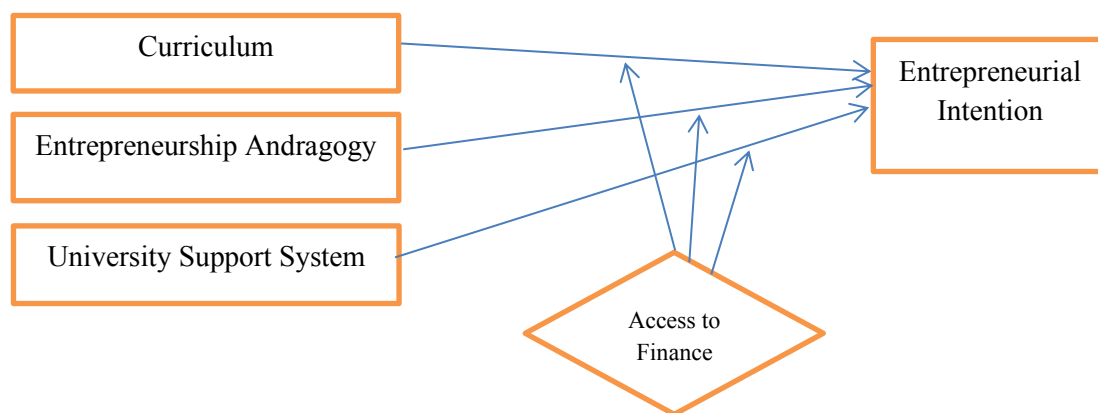 Curriculum
Entrepreneurship Andragogy
University Support System
Entrepreneurial
Intention
Access to
Finance